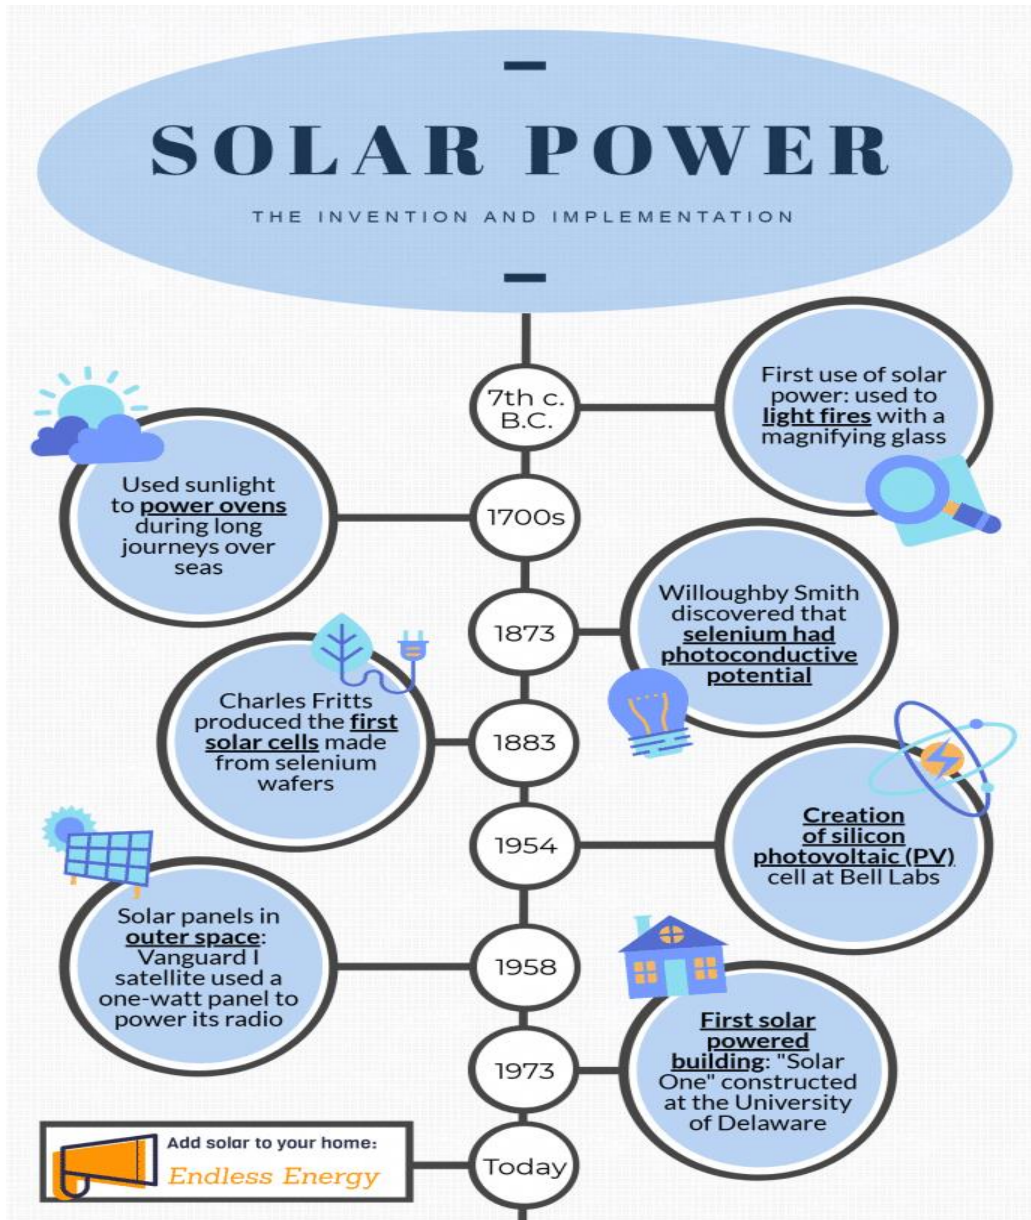 SOLAR POWER
THE INVENTION AND IMPLEMENTATION
7th c.
B.C.
First use of solar
power: used to
light fires with a
magnifying glass
1700s
Used sunlight
to power ovens
during long
journeys over
seas
1873
Willoughby Smith
discovered that
selenium had
photoconductive
potential
1883
Charles Fritts
produced the first
solar cells made
from selenium
wafers
1954
Creation
of silicon
photovoltaic (PV)
cell at Bell Labs
1958
Solar panels in
outer space:
Vanguard I
satellite used a
one-watt panel to
power its radio
1973
First solar
powered
building: "Solar
One" constructed
at the University
of Delaware
Today
Add solar to your home:
Endless Energy